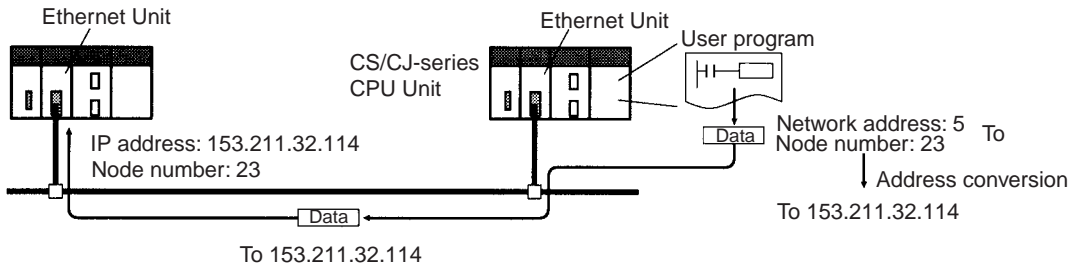 Ethernet Unit
Ethernet Unit
User program
CS/CJ-series
CPU Unit
IP address: 153.211.32.114
Node number: 23
Data
Network address: 5
Node number: 23
To
Address conversion
To 153.211.32.114
Data
To 153.211.32.114